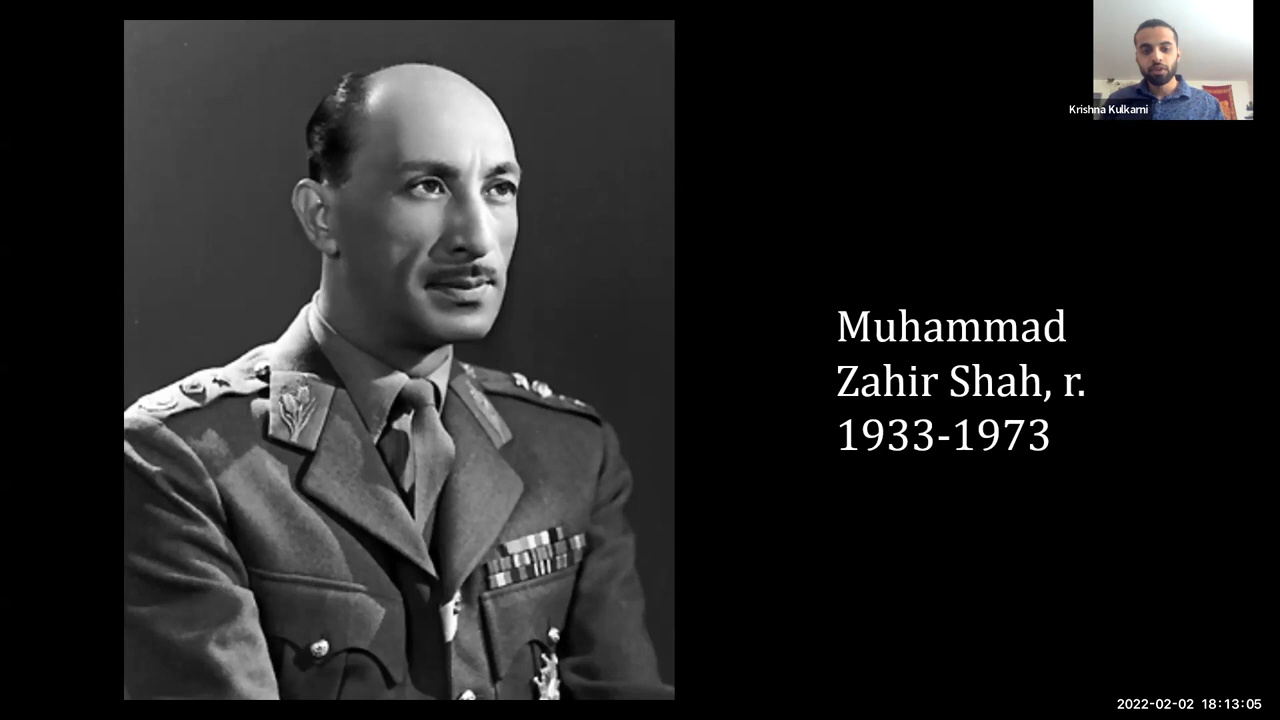 Krishna Kulkarni
Muhammad
Zahir Shah, r.
1933-1973
2022-02-02 18:13:05